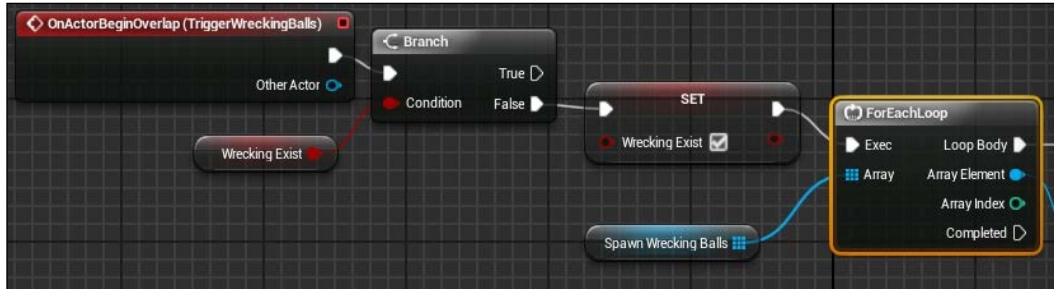 OnActorBeginOverlap (TriggerWreckingBalls)
Other Actor
Branch
True
Condition
False
Wrecking Exist
SET
Wrecking Exist
Spawn Wrecking Balls
ForEachLoop
Exec
Loop Body
Array
Array Element
Array Index
Completed